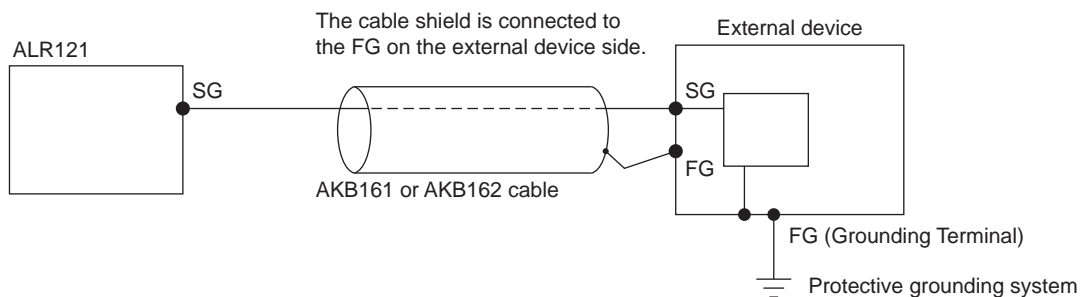 The cable shield is connected to
the FG on the external device side.
External device
ALR121
SG
SG
FG
AKB161 or AKB162 cable
FG (Grounding Terminal)
Protective grounding system